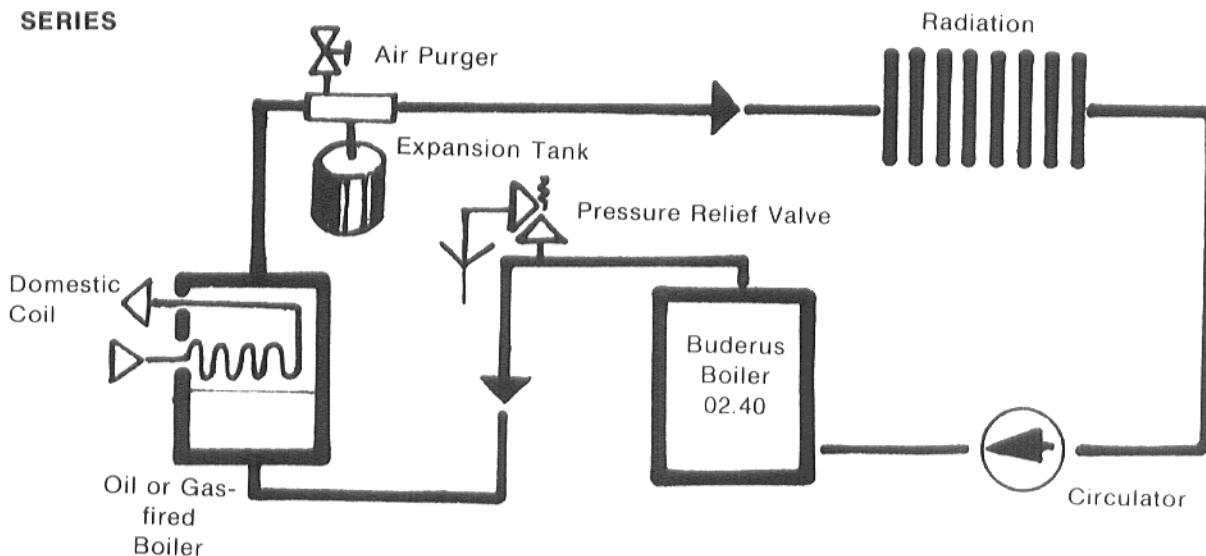 SERIES
Air Purger
Radiation
Expansion Tank
Pressure Relief Valve
Domestic
Coil
Buderus
Boiler
02.40
Oil or Gas-
fired
Boiler
Circulator